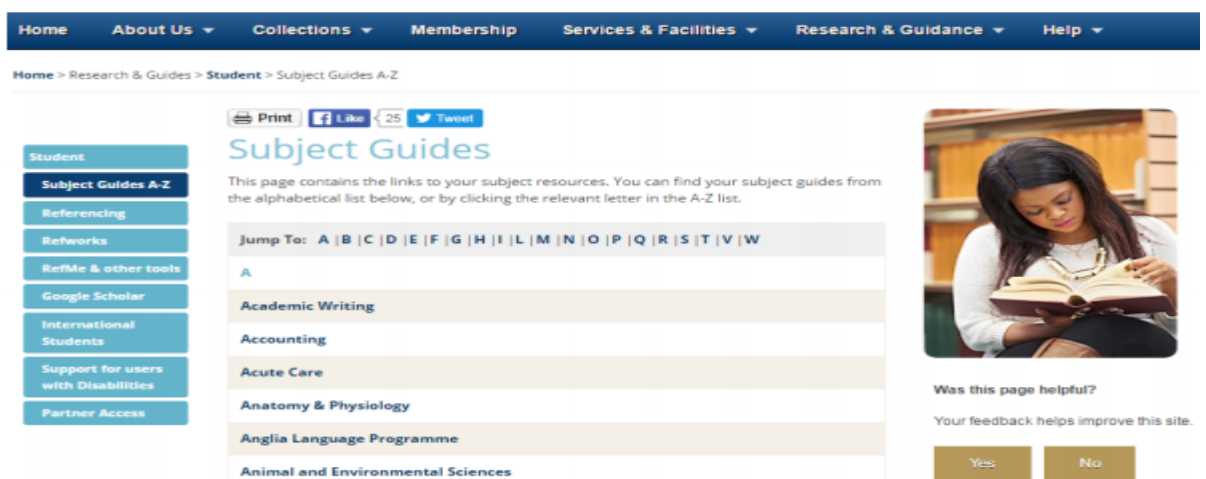 Home About Us Collections Membership Services & Facilities Research & Guidance Help
Home > Research & Guides > Student > Subject Guides A-Z
Print Like 25 Tweet
Student
Subject Guides A-Z
Referencing
Refworks
RefMe & other tools
Google Scholar
International
Students
Support for users
with Disabilities
Partner Access
Subject Guides
This page contains the links to your subject resources. You can find your subject guides from
the alphabetical list below, or by clicking the relevant letter in the A-Z list.
Jump To: A | B | C | D | E | F | G | H | I | L | M | N | O | P | Q | R | S | T | V | W
A
Academic Writing
Accounting
Acute Care
Anatomy & Physiology
Anglia Language Programme
Animal and Environmental Sciences
Was this page helpful?
Your feedback helps improve this site.
Yes No